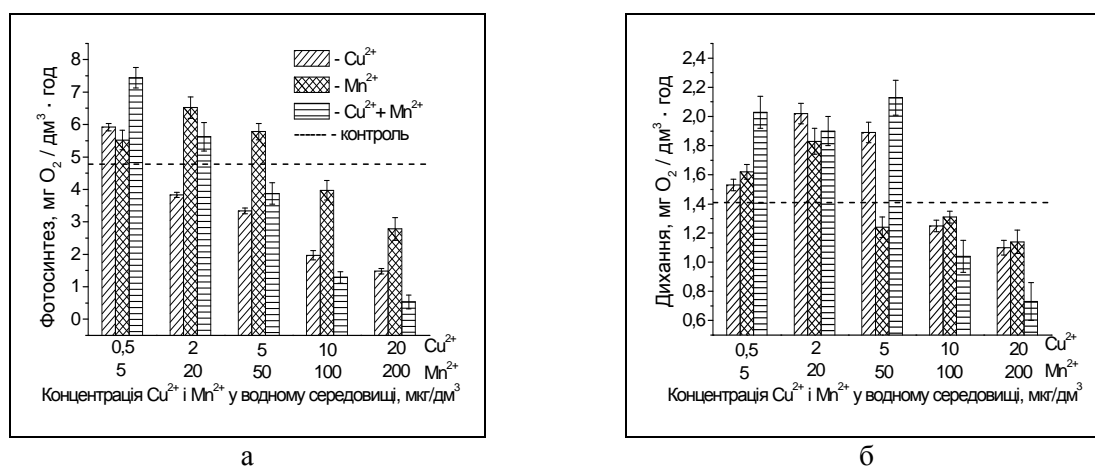 Фотосинтез, мг O₂ / дм³ · год
8
7
6
5
4
3
2
1
0
- Cu²⁺
- Mn²⁺
- Cu²⁺+ Mn²⁺
- контроль
0,5 2 5 10 20 Cu²⁺
5 20 50 100 200 Mn²⁺
Концентрація Cu²⁺ і Mn²⁺ у водному середовищі, мкг/дм³
а
Дихання, мг O₂ / дм³ · год
2,4
2,2
2,0
1,8
1,6
1,4
1,2
1,0
0,8
0,6
0,5 2 5 10 20 Cu²⁺
5 20 50 100 200 Mn²⁺
Концентрація Cu²⁺ і Mn²⁺ у водному середовищі, мкг/дм³
б